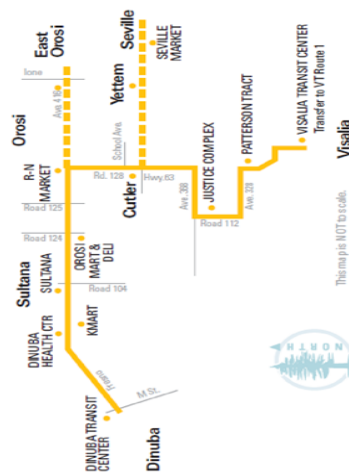 East
Orosi
Seville
SEVILLE
MARKET
Ione
Ave. 416
Yettem
Orosi
School Ave.
R-N
MARKET
Rd. 128
Cutler
Hwy. 63
Ave. 388
JUSTICE COMPLEX
PATTERSON TRACT
Ave. 328
VISALIA TRANSIT CENTER
Transfer to VT Route 1
Visalia
Road 112
Road 125
Road 124
OROSI
MART &
DELI
Sultana
SULTANA
Road 104
DINUBA
HEALTH CTR
KMART
Fresno
M St.
DINUBA TRANSIT
CENTER
Dinuba
This map is NOT to scale.
NORTH